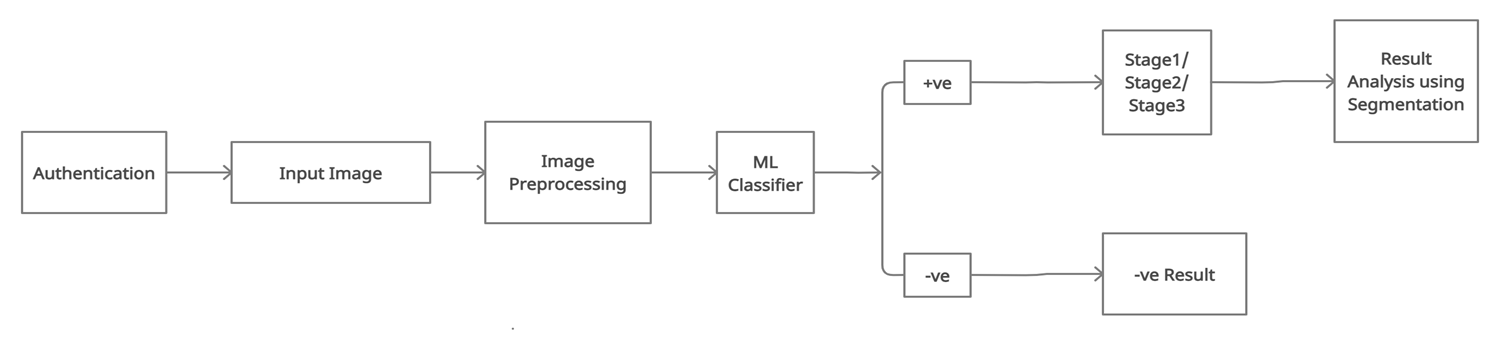 Authentication
Input Image
Image
Preprocessing
ML
Classifier
+ve
Stage1/
Stage2/
Stage3
Result
Analysis using
Segmentation
-ve
-ve Result